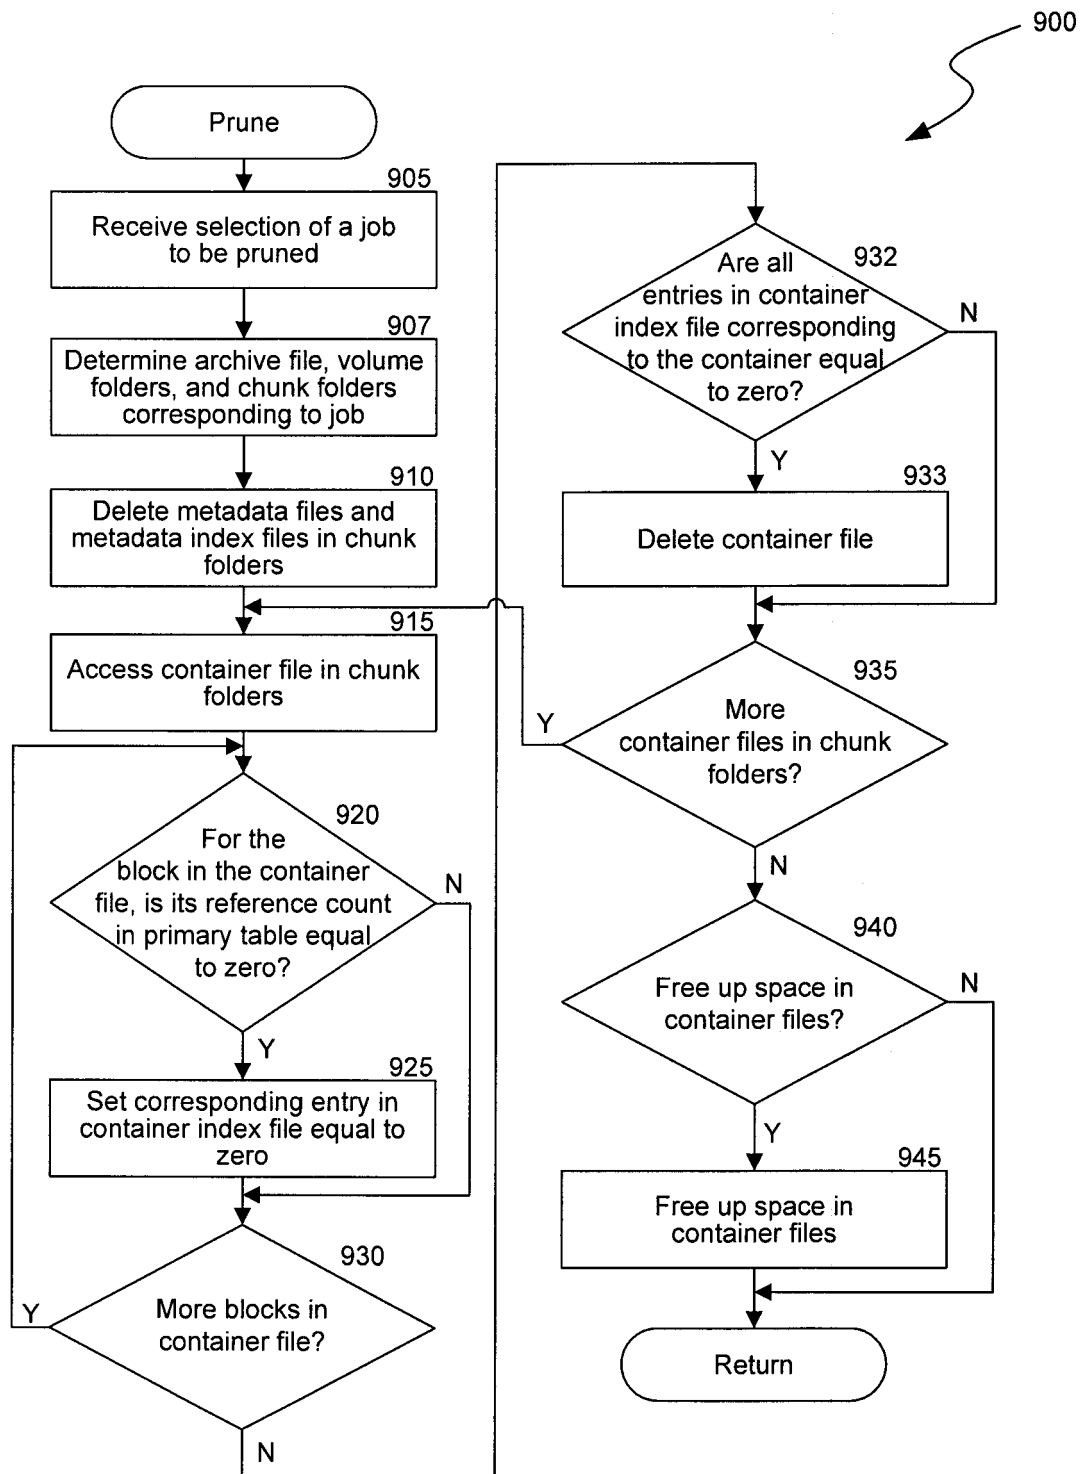 900
Prune
905
Receive selection of a job
to be pruned
907
Determine archive file, volume
folders, and chunk folders
corresponding to job
910
Delete metadata files and
metadata index files in chunk
folders
915
Access container file in chunk
folders
920
For the
block in the container
file, is its reference count
in primary table equal
to zero?
N
Y
925
Set corresponding entry in
container index file equal to
zero
930
More blocks in
container file?
Y
N
932
Are all
entries in container
index file corresponding
to the container equal
to zero?
N
Y
933
Delete container file
935
More
container files in chunk
folders?
Y
N
940
Free up space in
container files?
N
Y
945
Free up space in
container files
Return